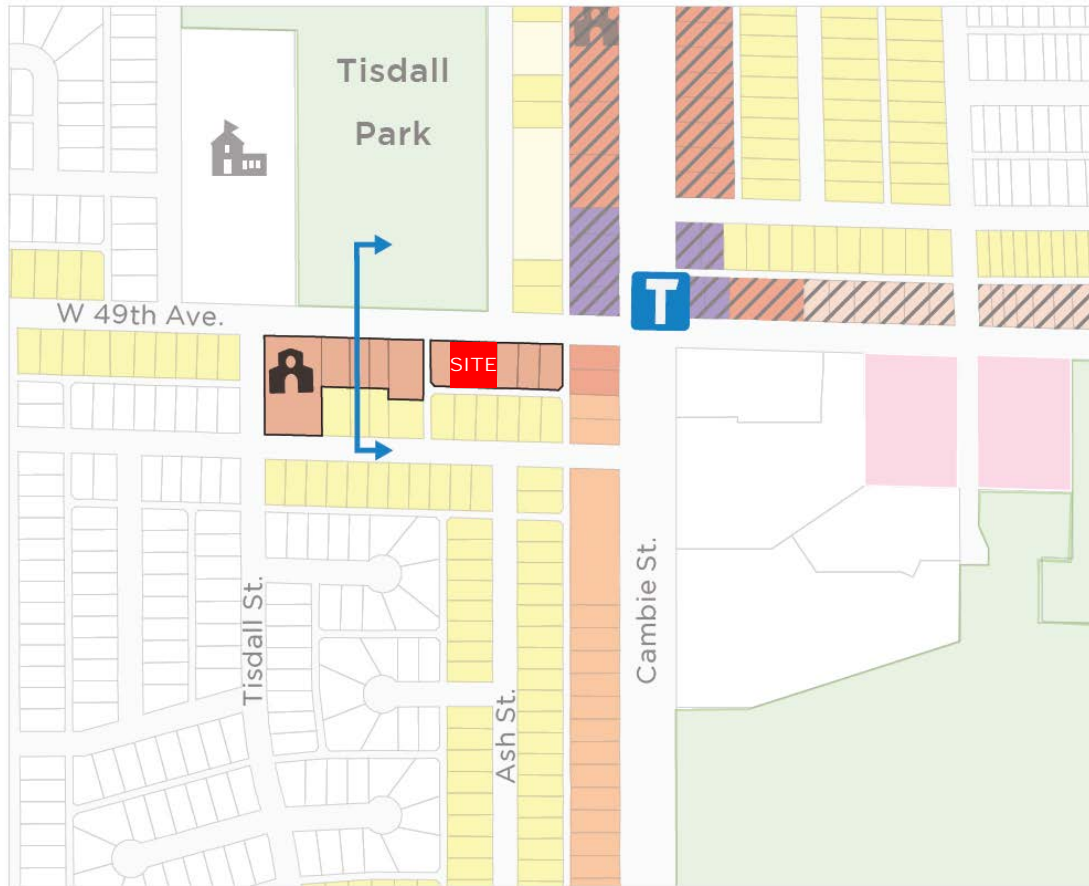 Tisdall
Park
W 49th Ave.
T
SITE
Cambie St.
Tisdall St.
Ash St.